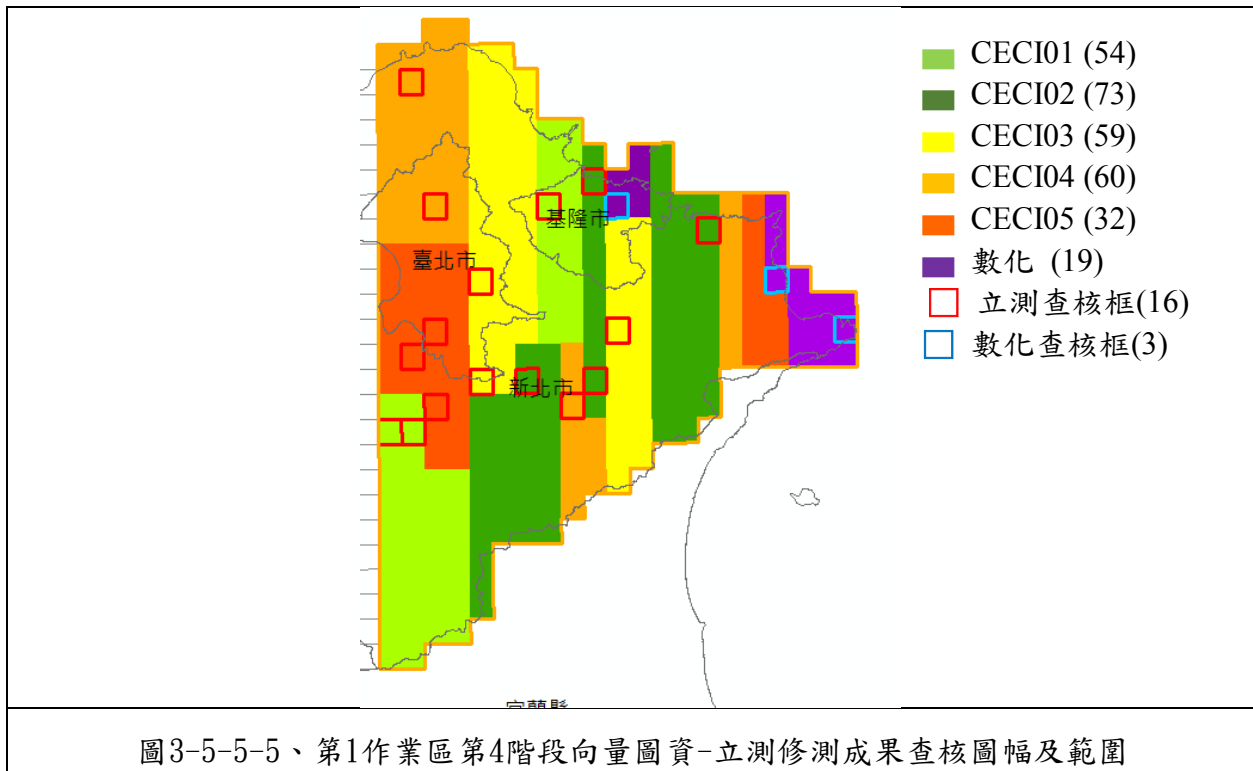 CECI01 (54)
CECI02 (73)
CECI03 (59)
CECI04 (60)
CECI05 (32)
數化 (19)
立測查核框(16)
數化查核框(3)
基隆市
臺北市
新北市
圖3-5-5-5、第1作業區第4階段向量圖資-立測修測成果查核圖幅及範圍